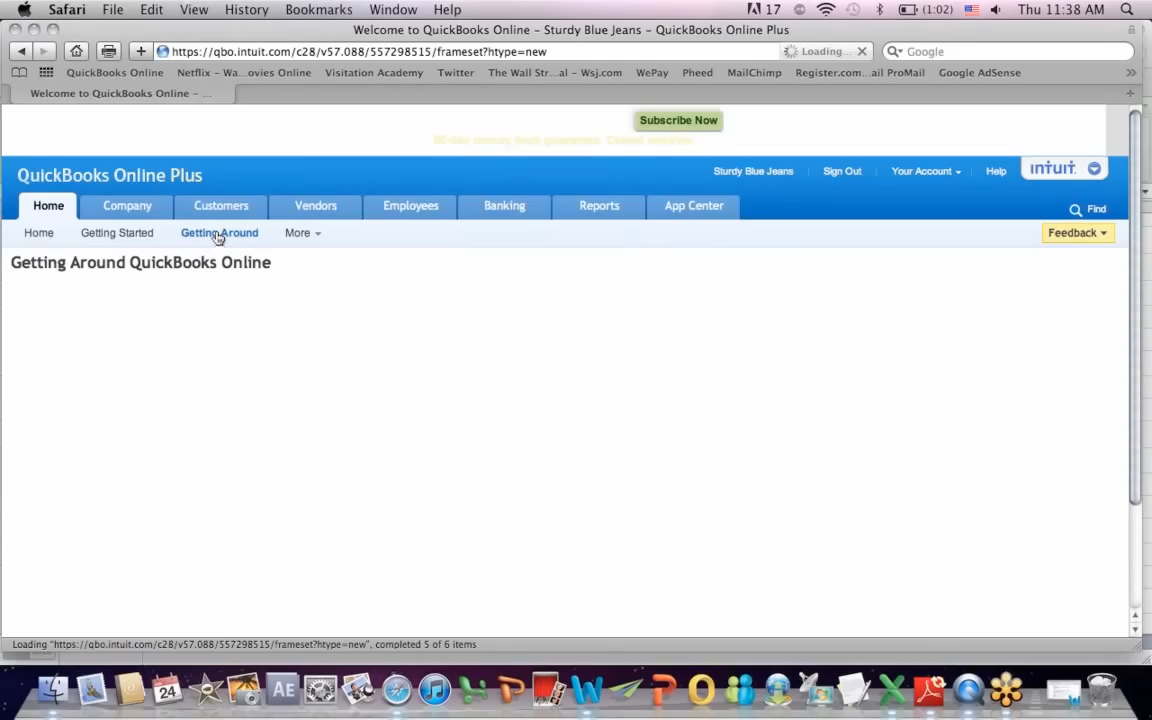 Safari File Edit View History Bookmarks Window Help 17 (1:02) Thu 11:38 AM
Welcome to QuickBooks Online – Sturdy Blue Jeans – QuickBooks Online Plus
https://qbo.intuit.com/c28/v57.088/557298515/frameset?htype=new Loading... Google
QuickBooks Online Netflix – Wa...ovies Online Visitation Academy Twitter The Wall Str...al – Wsj.com WePay Pheed MailChimp Register.com...ail ProMail Google AdSense
Welcome to QuickBooks Online – ...
Subscribe Now
QuickBooks Online Plus Sturdy Blue Jeans Sign Out Your Account Help intuit
Home Company Customers Vendors Employees Banking Reports App Center Find
Home Getting Started Getting Around More Feedback
Getting Around QuickBooks Online
Loading "https://qbo.intuit.com/c28/v57.088/557298515/frameset?htype=new", completed 5 of 6 items
24 AE